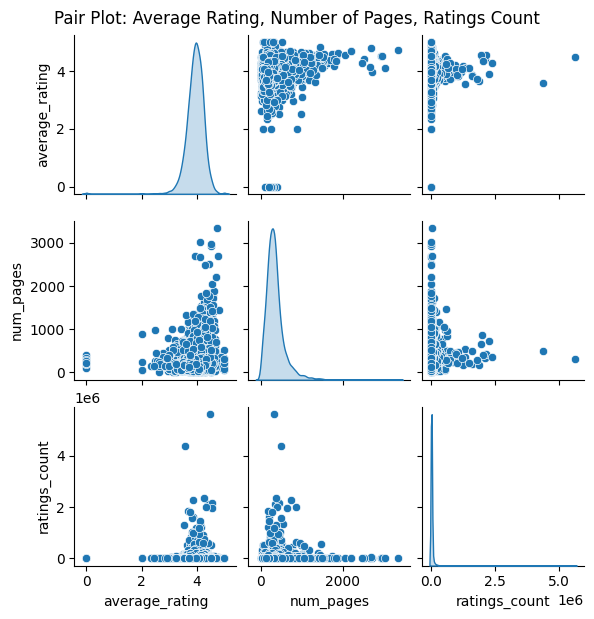 Pair Plot: Average Rating, Number of Pages, Ratings Count
average_rating
4
2
0
num_pages
3000
2000
1000
0
1e6
ratings_count
4
2
0
0 2 4
0 2000
0.0 2.5 5.0
1e6
average_rating
num_pages
ratings_count